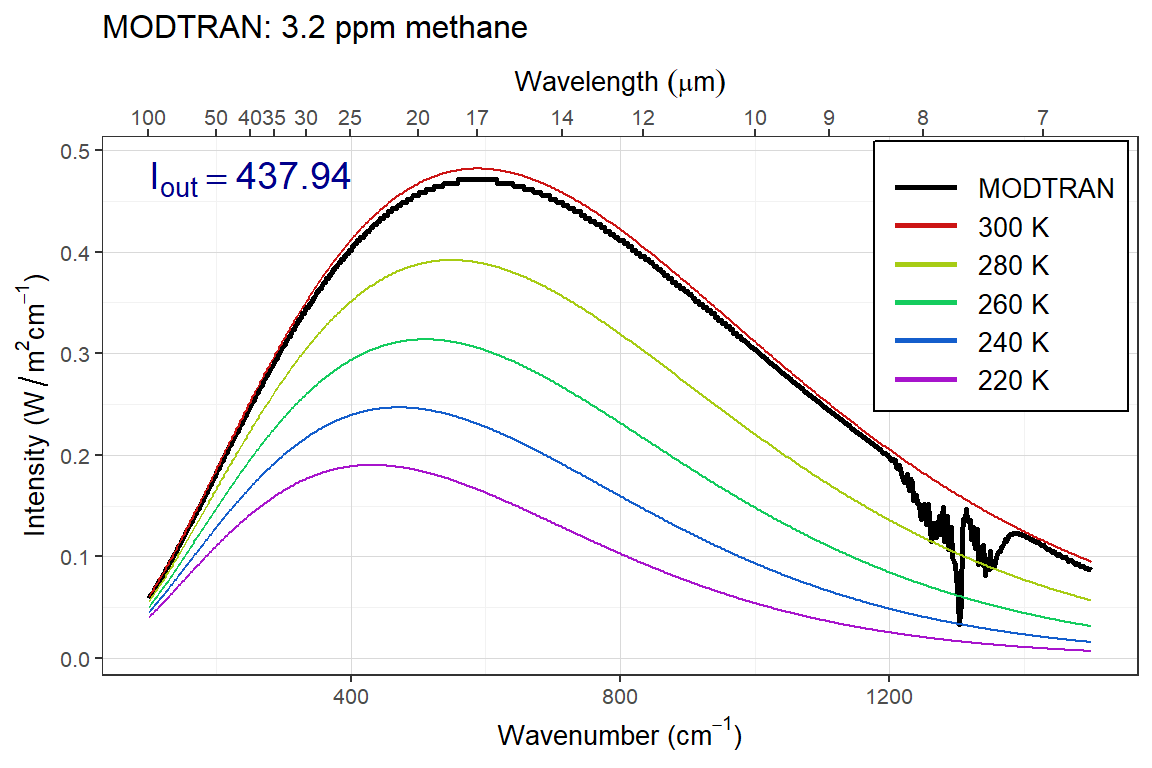 MODTRAN: 3.2 ppm methane
Wavelength (μm)
100 50 40 35 30 25 20 17 14 12 10 9 8 7
I_out = 437.94
MODTRAN
300 K
280 K
260 K
240 K
220 K
0.5
0.4
0.3
0.2
0.1
0.0
Intensity (W / m² cm⁻¹)
400 800 1200
Wavenumber (cm⁻¹)